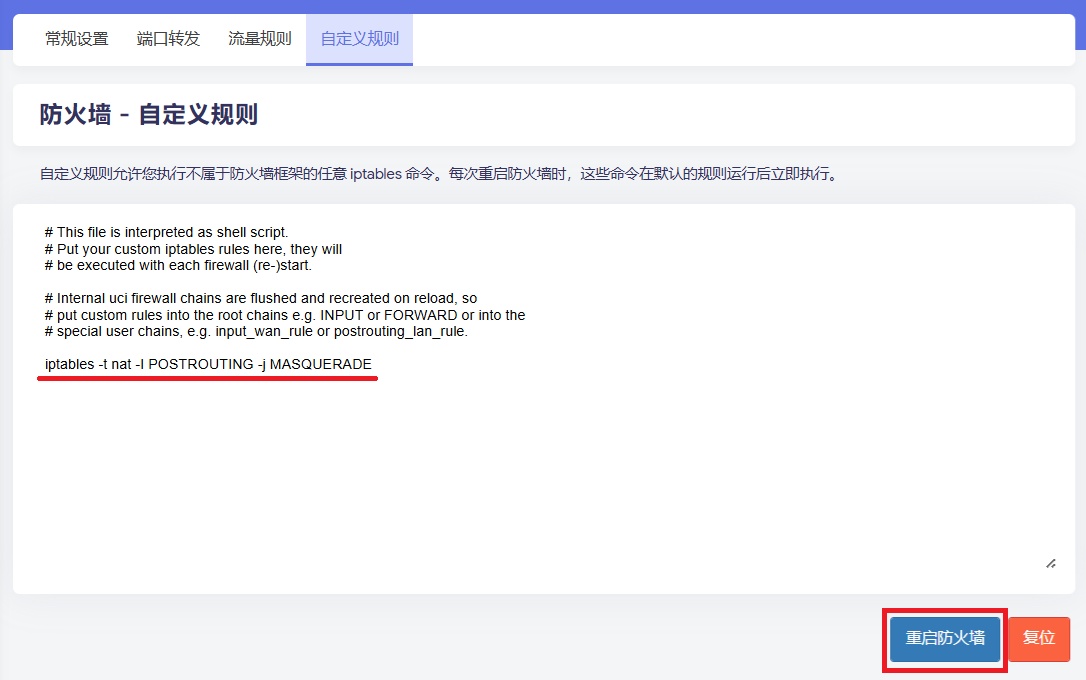 常规设置 端口转发 流量规则 自定义规则
防火墙 - 自定义规则
自定义规则允许您执行不属于防火墙框架的任意 iptables 命令。每次重启防火墙时，这些命令在默认的规则运行后立即执行。
# This file is interpreted as shell script.
# Put your custom iptables rules here, they will
# be executed with each firewall (re-)start.
# Internal uci firewall chains are flushed and recreated on reload, so
# put custom rules into the root chains e.g. INPUT or FORWARD or into the
# special user chains, e.g. input_wan_rule or postrouting_lan_rule.
iptables -t nat -I POSTROUTING -j MASQUERADE
重启防火墙 复位